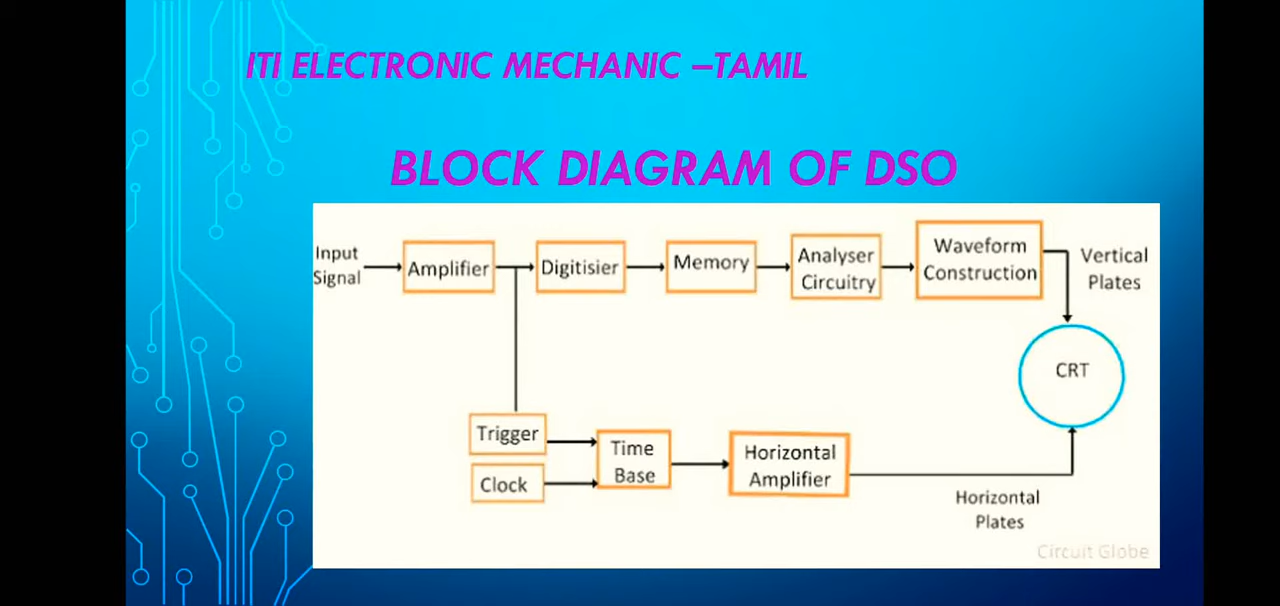 ITI ELECTRONIC MECHANIC –TAMIL
BLOCK DIAGRAM OF DSO
Input
Signal
Amplifier
Digitisier
Memory
Analyser
Circuitry
Waveform
Construction
Vertical
Plates
CRT
Trigger
Clock
Time
Base
Horizontal
Amplifier
Horizontal
Plates
Circuit Globe